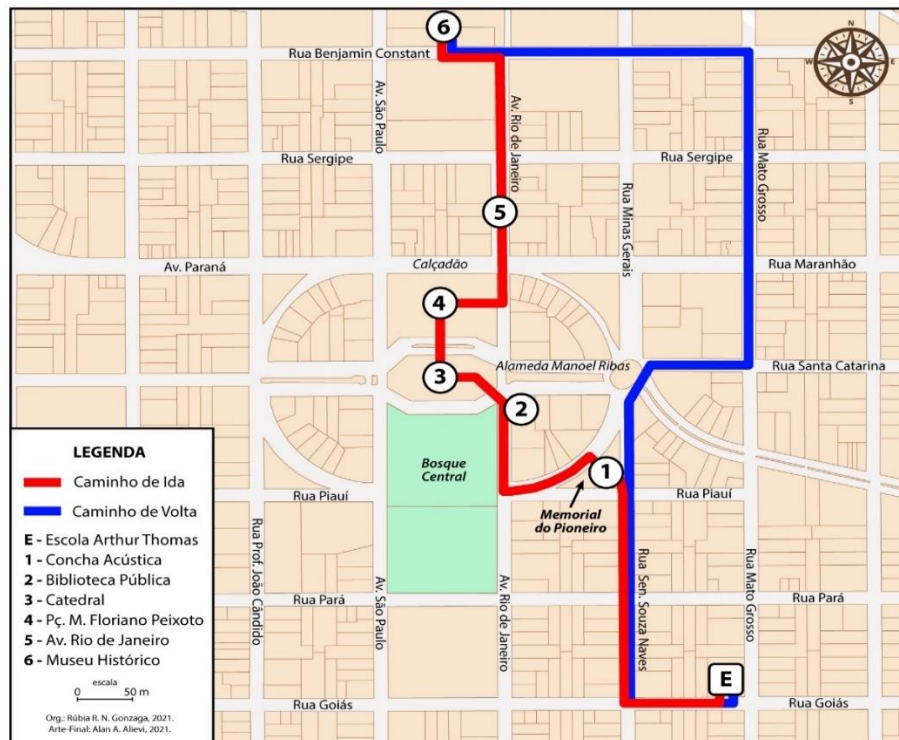 6
Rua Benjamin Constant
N
W
E
S
Av. São Paulo
Av. Rio de Janeiro
Rua Mato Grosso
Rua Sergipe
Rua Sergipe
Rua Minas Gerais
5
Av. Paraná
Calçadão
Rua Maranhão
4
3
Alameda Manoel Ribas
Rua Santa Catarina
2
Bosque
Central
1
Rua Piauí
Memorial
do Pioneiro
Rua Piauí
Rua Prof. João Cândido
Av. São Paulo
Av. Rio de Janeiro
Rua Sen. Souza Naves
Rua Mato Grosso
Rua Pará
Rua Pará
E
Rua Goiás
Rua Goiás
LEGENDA
Caminho de Ida
Caminho de Volta
E - Escola Arthur Thomas
1 - Concha Acústica
2 - Biblioteca Pública
3 - Catedral
4 - Pç. M. Floriano Peixoto
5 - Av. Rio de Janeiro
6 - Museu Histórico
escala
0 50 m
Org.: Rúbia R. N. Gonzaga, 2021.
Arte-Final: Alan A. Alievi, 2021.